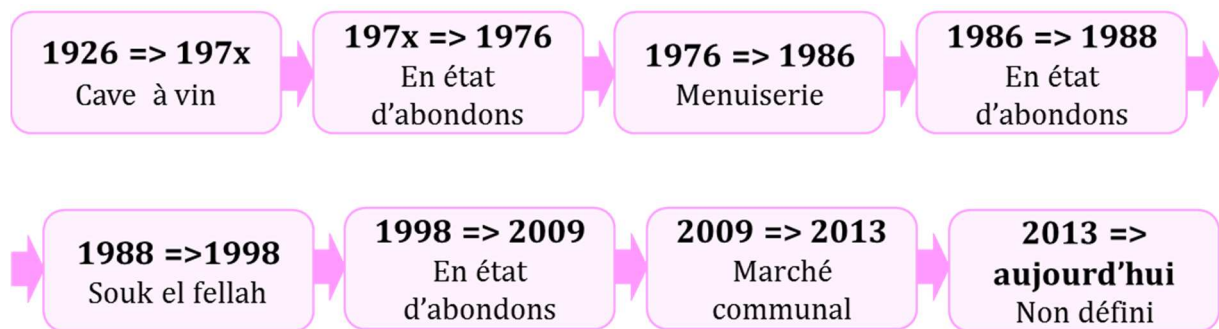 1926 => 197x
Cave à vin
197x => 1976
En état
d'abondons
1976 => 1986
Menuiserie
1986 => 1988
En état
d'abondons
1988 =>1998
Souk el fellah
1998 => 2009
En état
d'abondons
2009 => 2013
Marché
communal
2013 =>
aujourd'hui
Non défini